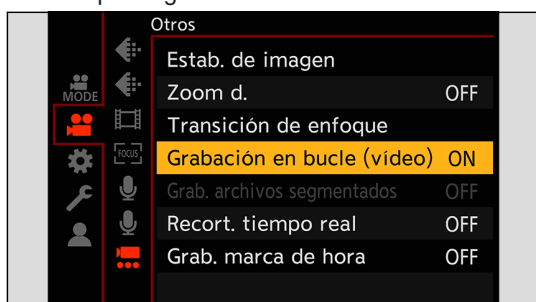 Otros
MODE
FOCUS
Estab. de imagen
Zoom d. OFF
Transición de enfoque
Grabación en bucle (vídeo) ON
Grab. archivos segmentados OFF
Recort. tiempo real OFF
Grab. marca de hora OFF